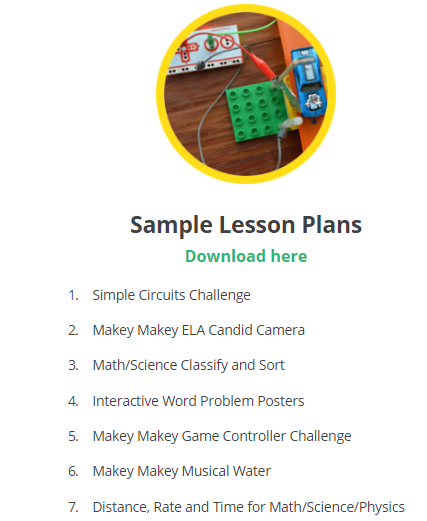 Sample Lesson Plans
Download here
1. Simple Circuits Challenge
2. Makey Makey ELA Candid Camera
3. Math/Science Classify and Sort
4. Interactive Word Problem Posters
5. Makey Makey Game Controller Challenge
6. Makey Makey Musical Water
7. Distance, Rate and Time for Math/Science/Physics